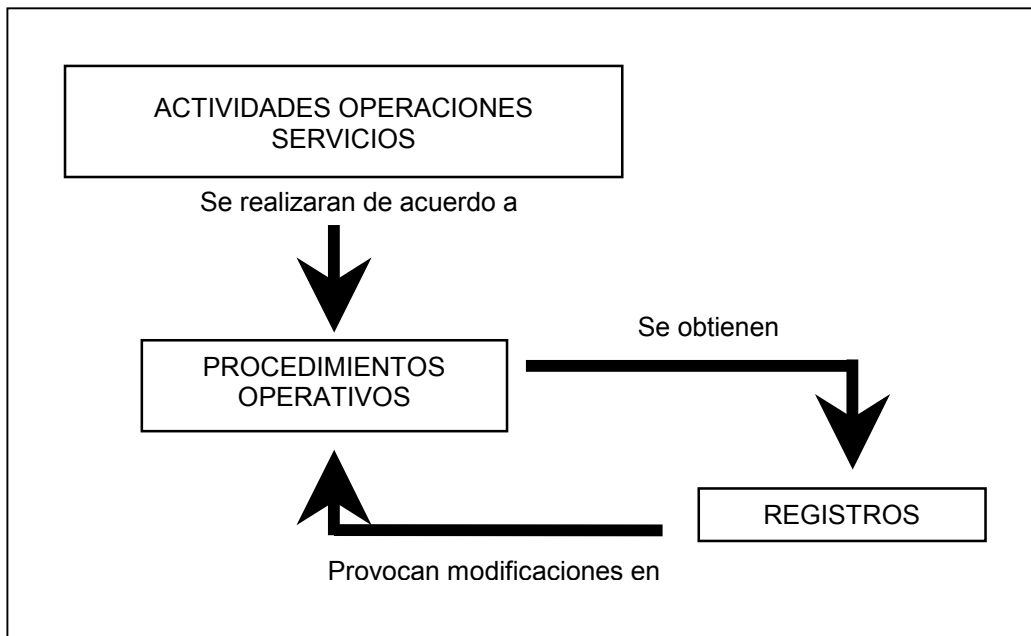 ACTIVIDADES OPERACIONES
SERVICIOS
Se realizaran de acuerdo a
Se obtienen
PROCEDIMIENTOS
OPERATIVOS
REGISTROS
Provocan modificaciones en